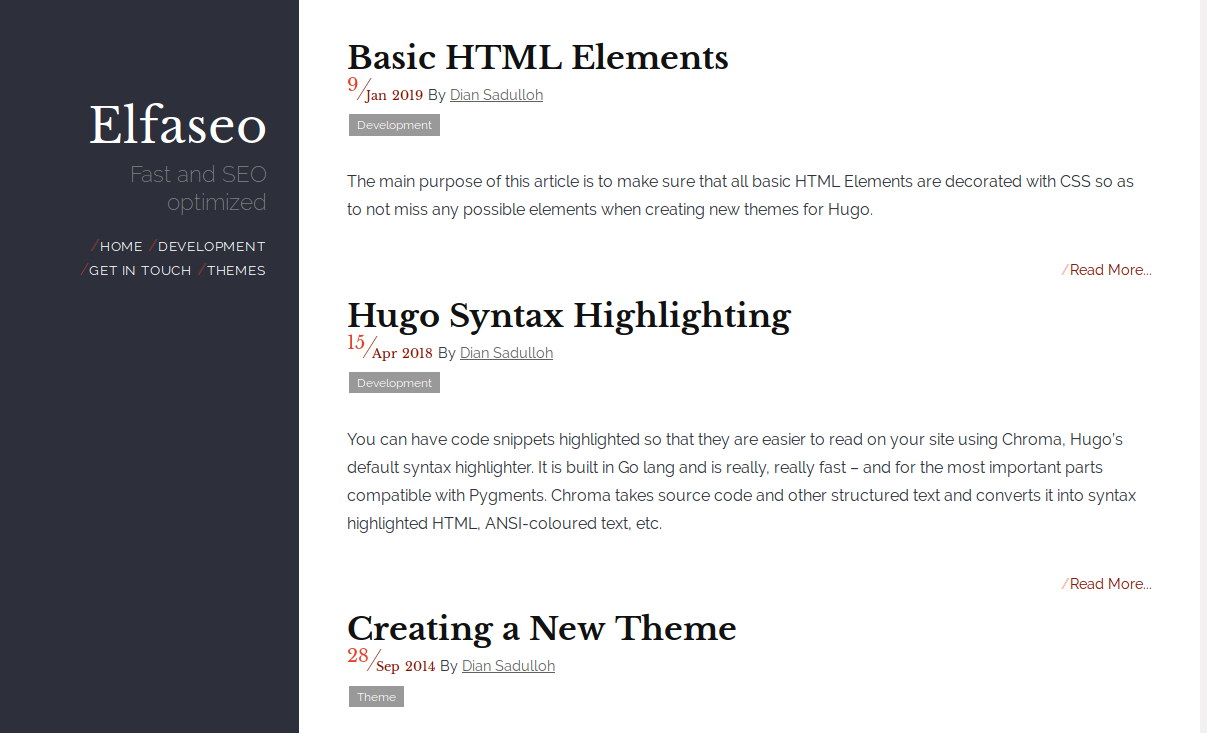 Elfaseo
Fast and SEO
optimized
/HOME /DEVELOPMENT
/GET IN TOUCH /THEMES
Basic HTML Elements
9/Jan 2019 By Dian Sadulloh
Development
The main purpose of this article is to make sure that all basic HTML Elements are decorated with CSS so as
to not miss any possible elements when creating new themes for Hugo.
/Read More...
Hugo Syntax Highlighting
15/Apr 2018 By Dian Sadulloh
Development
You can have code snippets highlighted so that they are easier to read on your site using Chroma, Hugo's
default syntax highlighter. It is built in Go lang and is really, really fast – and for the most important parts
compatible with Pygments. Chroma takes source code and other structured text and converts it into syntax
highlighted HTML, ANSI-coloured text, etc.
/Read More...
Creating a New Theme
28/Sep 2014 By Dian Sadulloh
Theme